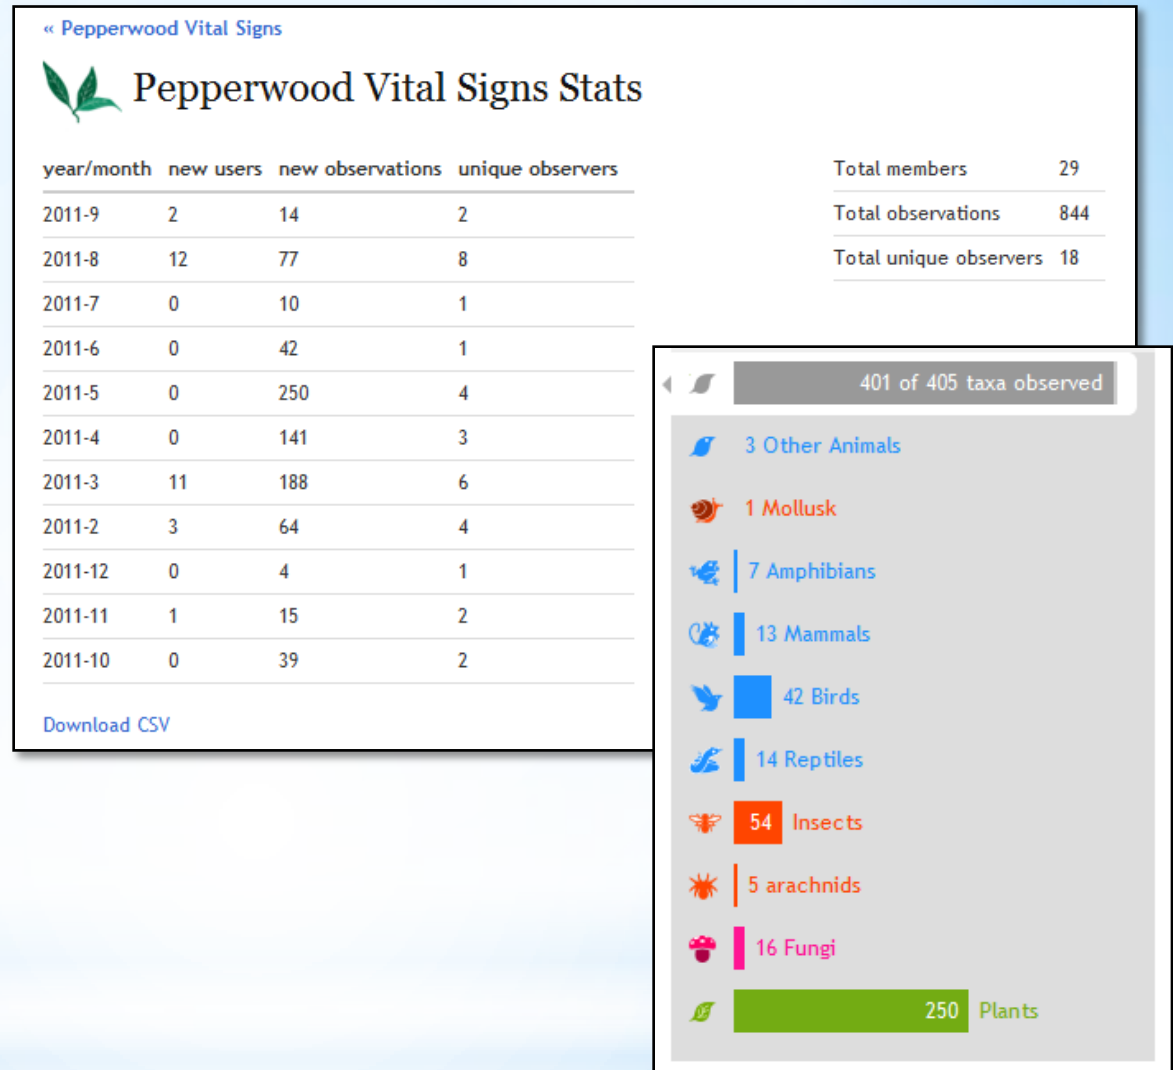 « Pepperwood Vital Signs
Pepperwood Vital Signs Stats
year/month new users new observations unique observers
2011-9 2 14 2
2011-8 12 77 8
2011-7 0 10 1
2011-6 0 42 1
2011-5 0 250 4
2011-4 0 141 3
2011-3 11 188 6
2011-2 3 64 4
2011-12 0 4 1
2011-11 1 15 2
2011-10 0 39 2
Download CSV
Total members 29
Total observations 844
Total unique observers 18
401 of 405 taxa observed
3 Other Animals
1 Mollusk
7 Amphibians
13 Mammals
42 Birds
14 Reptiles
54 Insects
5 arachnids
16 Fungi
250 Plants